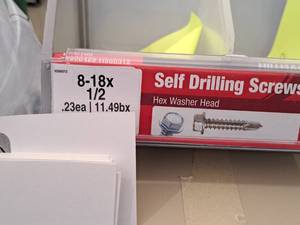 8-18x
1/2
.23ea | 11.49bx
Self Drilling Screws
Hex Washer Head